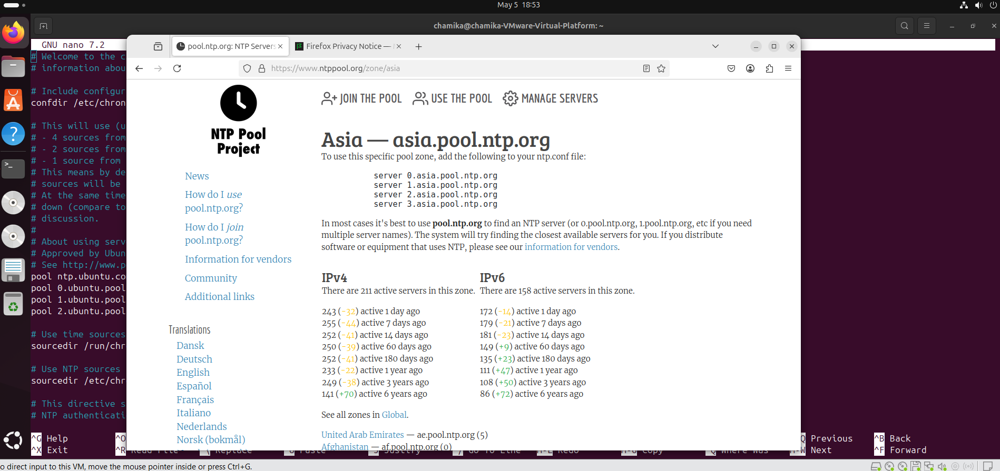 May 5 18:53
chamika@chamika-VMware-Virtual-Platform: ~
GNU nano 7.2
# Welcome to the c
# information abou
# Include configur
confdir /etc/chron
# This will use (u
# - 4 sources from
# - 2 sources from
# - 1 source from
# This means by de
# sources will be
# At the same time
# down (compare to
# discussion.
#
# About using serv
# Approved by Ubun
# See http://www.p
pool ntp.ubuntu.co
pool 0.ubuntu.pool
pool 1.ubuntu.pool
pool 2.ubuntu.pool
# Use time sources
sourcedir /run/chr
# Use NTP sources
sourcedir /etc/chr
# This directive s
# NTP authenticati
pool.ntp.org: NTP Servers
Firefox Privacy Notice —
https://www.ntppool.org/zone/asia
NTP Pool
Project
News
How do I use
pool.ntp.org?
How do I join
pool.ntp.org?
Information for vendors
Community
Additional links
Translations
Dansk
Deutsch
English
Español
Français
Italiano
Nederlands
Norsk (bokmål)
JOIN THE POOL USE THE POOL MANAGE SERVERS
Asia — asia.pool.ntp.org
To use this specific pool zone, add the following to your ntp.conf file:
server 0.asia.pool.ntp.org
server 1.asia.pool.ntp.org
server 2.asia.pool.ntp.org
server 3.asia.pool.ntp.org
In most cases it's best to use pool.ntp.org to find an NTP server (or 0.pool.ntp.org, 1.pool.ntp.org, etc if you need
multiple server names). The system will try finding the closest available servers for you. If you distribute
software or equipment that uses NTP, please see our information for vendors.
IPv4
There are 211 active servers in this zone.
243 (-32) active 1 day ago
255 (-44) active 7 days ago
252 (-41) active 14 days ago
250 (-39) active 60 days ago
252 (-41) active 180 days ago
233 (-22) active 1 year ago
249 (-38) active 3 years ago
141 (+70) active 6 years ago
IPv6
There are 158 active servers in this zone.
172 (-14) active 1 day ago
179 (-21) active 7 days ago
181 (-23) active 14 days ago
149 (+9) active 60 days ago
135 (+23) active 180 days ago
111 (+47) active 1 year ago
108 (+50) active 3 years ago
86 (+72) active 6 years ago
See all zones in Global.
United Arab Emirates — ae.pool.ntp.org (5)
Afghanistan — af.pool.ntp.org (0)
^G Help ^O Q Previous ^B Back
^X Exit ^R Read File ^\ Replace ^U Paste ^J Justify ^/ Go To Line M-E Redo M-6 Copy ^Q Where Was M-W Next ^F Forward
o direct input to this VM, move the mouse pointer inside or press Ctrl+G.